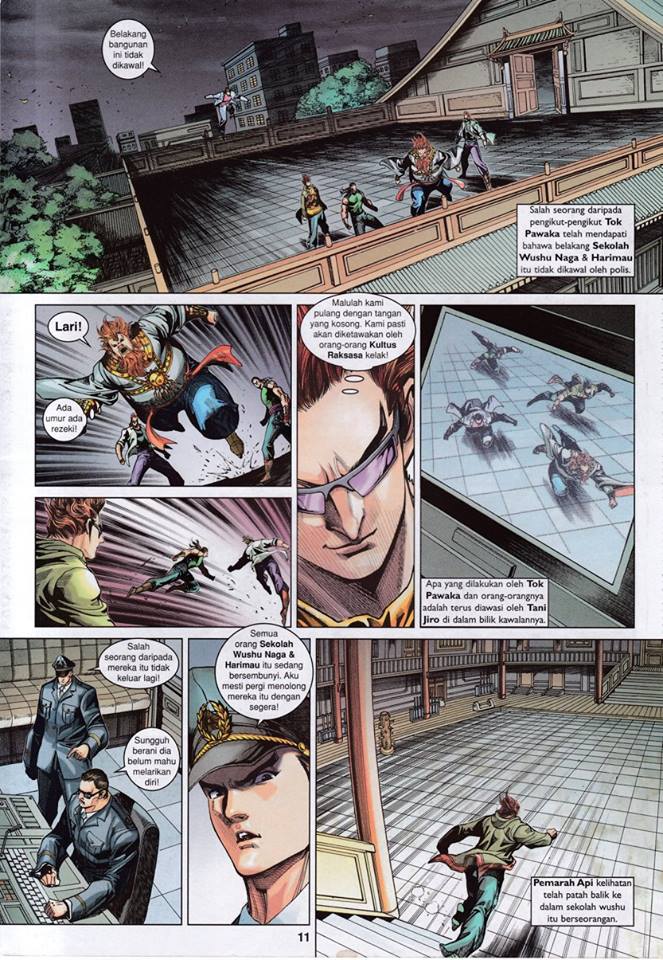 Belakang
bangunan
ini tidak
dikawal!
Salah seorang daripada
pengikut-pengikut Tok
Pawaka telah mendapati
bahawa belakang Sekolah
Wushu Naga & Harimau
itu tidak dikawal oleh polis.
Lari!
Ada
umur ada
rezeki!
Malulah kami
pulang dengan tangan
yang kosong. Kami pasti
akan diketawakan oleh
orang-orang Kultus
Raksasa kelak!
Apa yang dilakukan oleh Tok
Pawaka dan orang-orangnya
adalah terus diawasi oleh Tani
Jiro di dalam bilik kawalannya.
Salah
seorang daripada
mereka itu tidak
keluar lagi!
Sungguh
berani dia
belum mahu
melarikan
diri!
Semua
orang Sekolah
Wushu Naga &
Harimau itu sedang
bersembunyi. Aku
mesti pergi menolong
mereka itu dengan
segera!
Pemarah Api kelihatan
telah patah balik ke
dalam sekolah wushu
itu berseorangan.
11